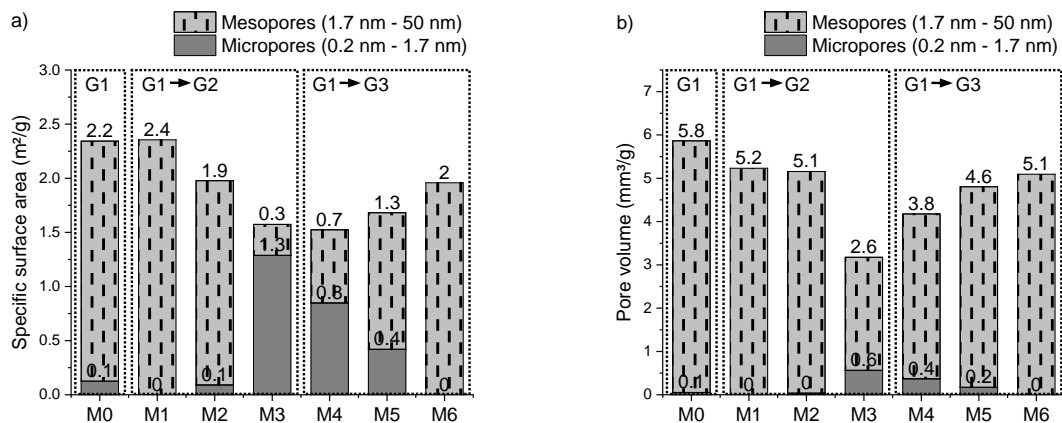 a)
Mesopores (1.7 nm - 50 nm)
Micropores (0.2 nm - 1.7 nm)
Specific surface area (m²/g)
3.0
2.5
2.0
1.5
1.0
0.5
0.0
G1
G1 → G2
G1 → G3
2.2
2.4
1.9
0.3
0.7
1.3
2
0.1
0
0.1
1.3
0.8
0.4
0
M0 M1 M2 M3 M4 M5 M6
b)
Mesopores (1.7 nm - 50 nm)
Micropores (0.2 nm - 1.7 nm)
Pore volume (mm³/g)
7
6
5
4
3
2
1
0
G1
G1 → G2
G1 → G3
5.8
5.2
5.1
2.6
3.8
4.6
5.1
0.1
0
0
0.6
0.4
0.2
0
M0 M1 M2 M3 M4 M5 M6